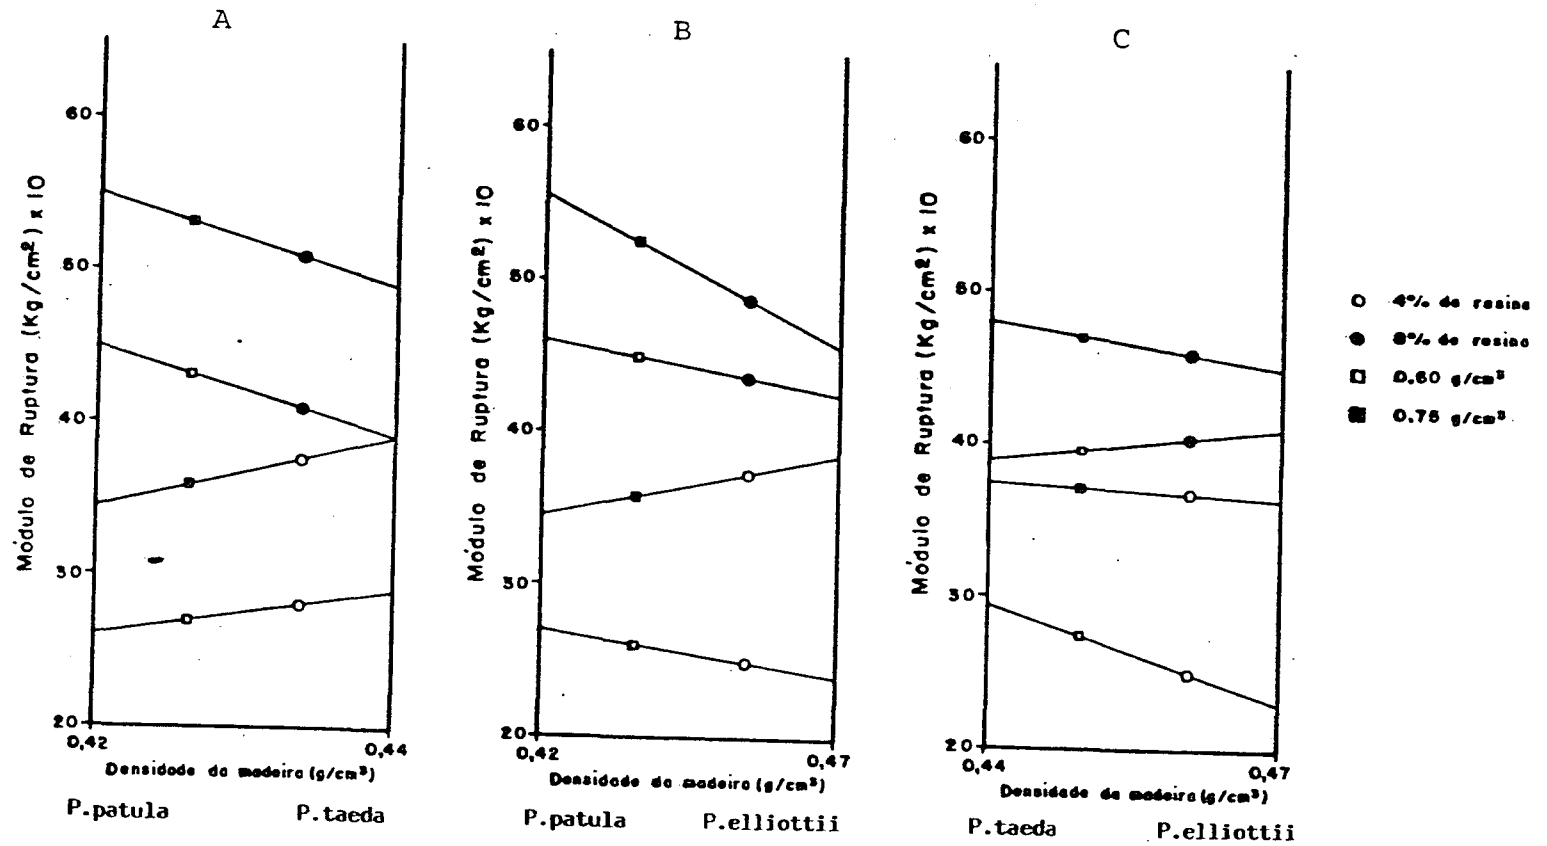 A
60
50
40
30
20
Módulo de Ruptura (Kg/cm²) x 10
0,42
0,44
Densidade da madeira (g/cm³)
P.patula
P.taeda
B
60
50
40
30
20
Módulo de Ruptura (Kg/cm²) x 10
0,42
0,47
Densidade da madeira (g/cm³)
P.patula
P.elliottii
C
60
50
40
30
20
Módulo de Ruptura (Kg/cm²) x 10
0,44
0,47
Densidade da madeira (g/cm³)
P.taeda
P.elliottii
4% de resina
8% de resina
0.60 g/cm³
0.75 g/cm³